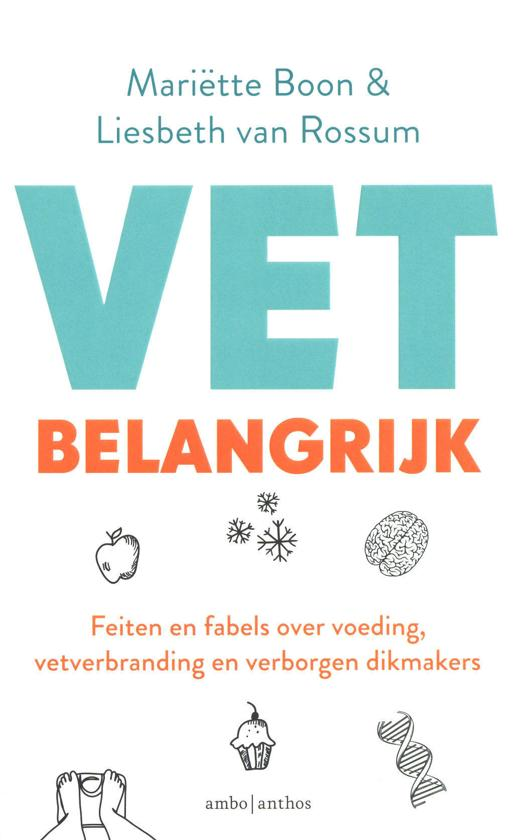 Mariëtte Boon &
Liesbeth van Rossum
VET
BELANGRIJK
Feiten en fabels over voeding,
vetverbranding en verborgen dikmakers
ambo|anthos